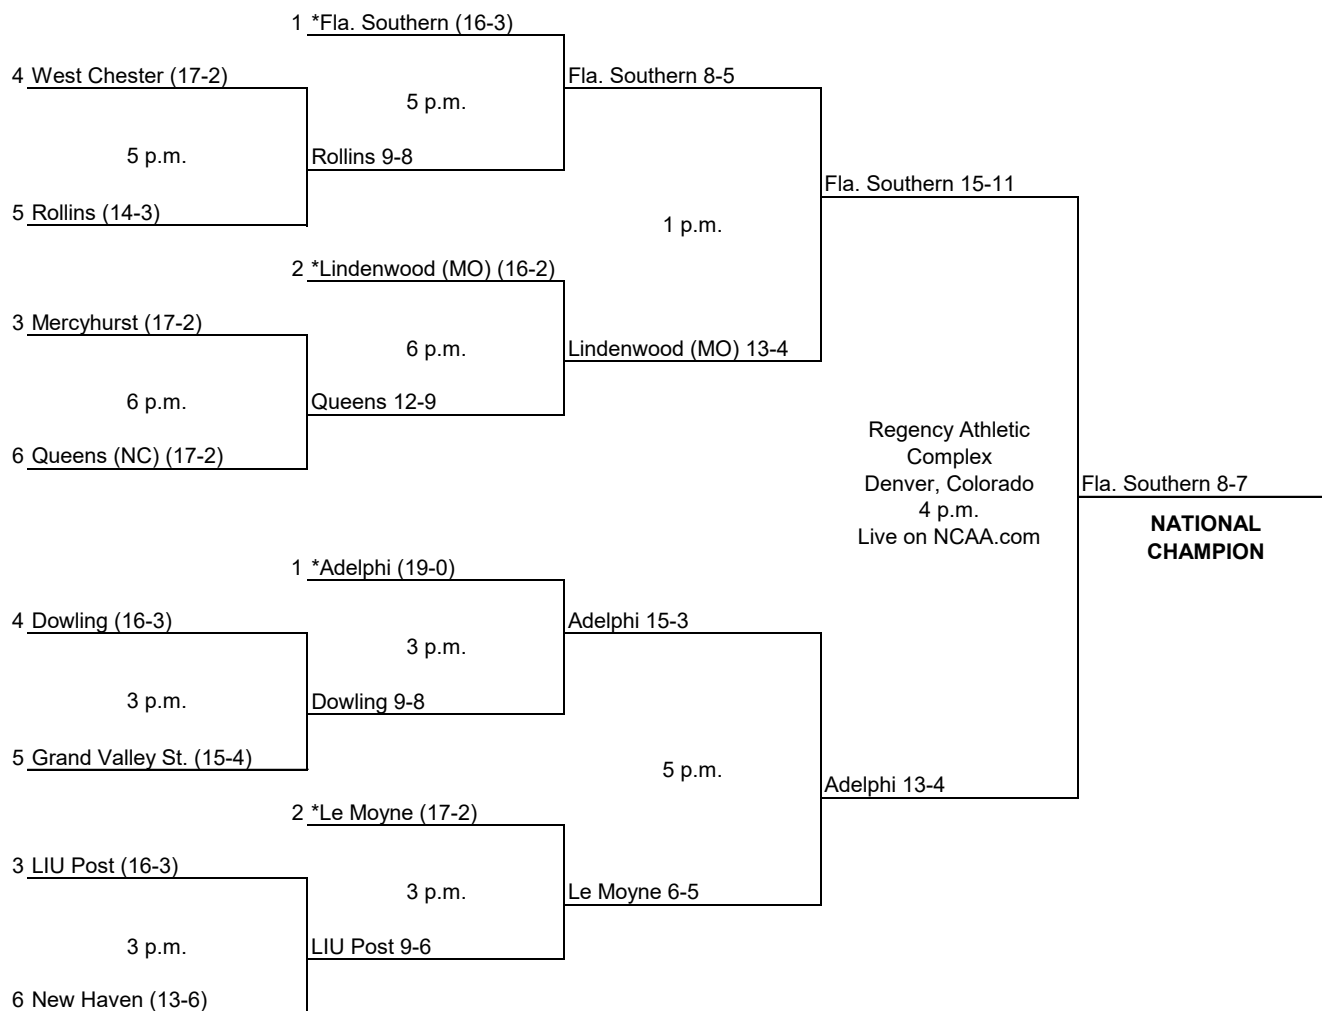 1 *Fla. Southern (16-3)
4 West Chester (17-2)
Fla. Southern 8-5
5 p.m.
5 p.m.
Rollins 9-8
Fla. Southern 15-11
5 Rollins (14-3)
1 p.m.
2 *Lindenwood (MO) (16-2)
3 Mercyhurst (17-2)
6 p.m.
Lindenwood (MO) 13-4
6 p.m.
Queens 12-9
6 Queens (NC) (17-2)
Regency Athletic
Complex
Denver, Colorado
4 p.m.
Live on NCAA.com
Fla. Southern 8-7
NATIONAL
CHAMPION
1 *Adelphi (19-0)
4 Dowling (16-3)
Adelphi 15-3
3 p.m.
3 p.m.
Dowling 9-8
5 Grand Valley St. (15-4)
5 p.m.
Adelphi 13-4
2 *Le Moyne (17-2)
3 LIU Post (16-3)
3 p.m.
Le Moyne 6-5
3 p.m.
LIU Post 9-6
6 New Haven (13-6)